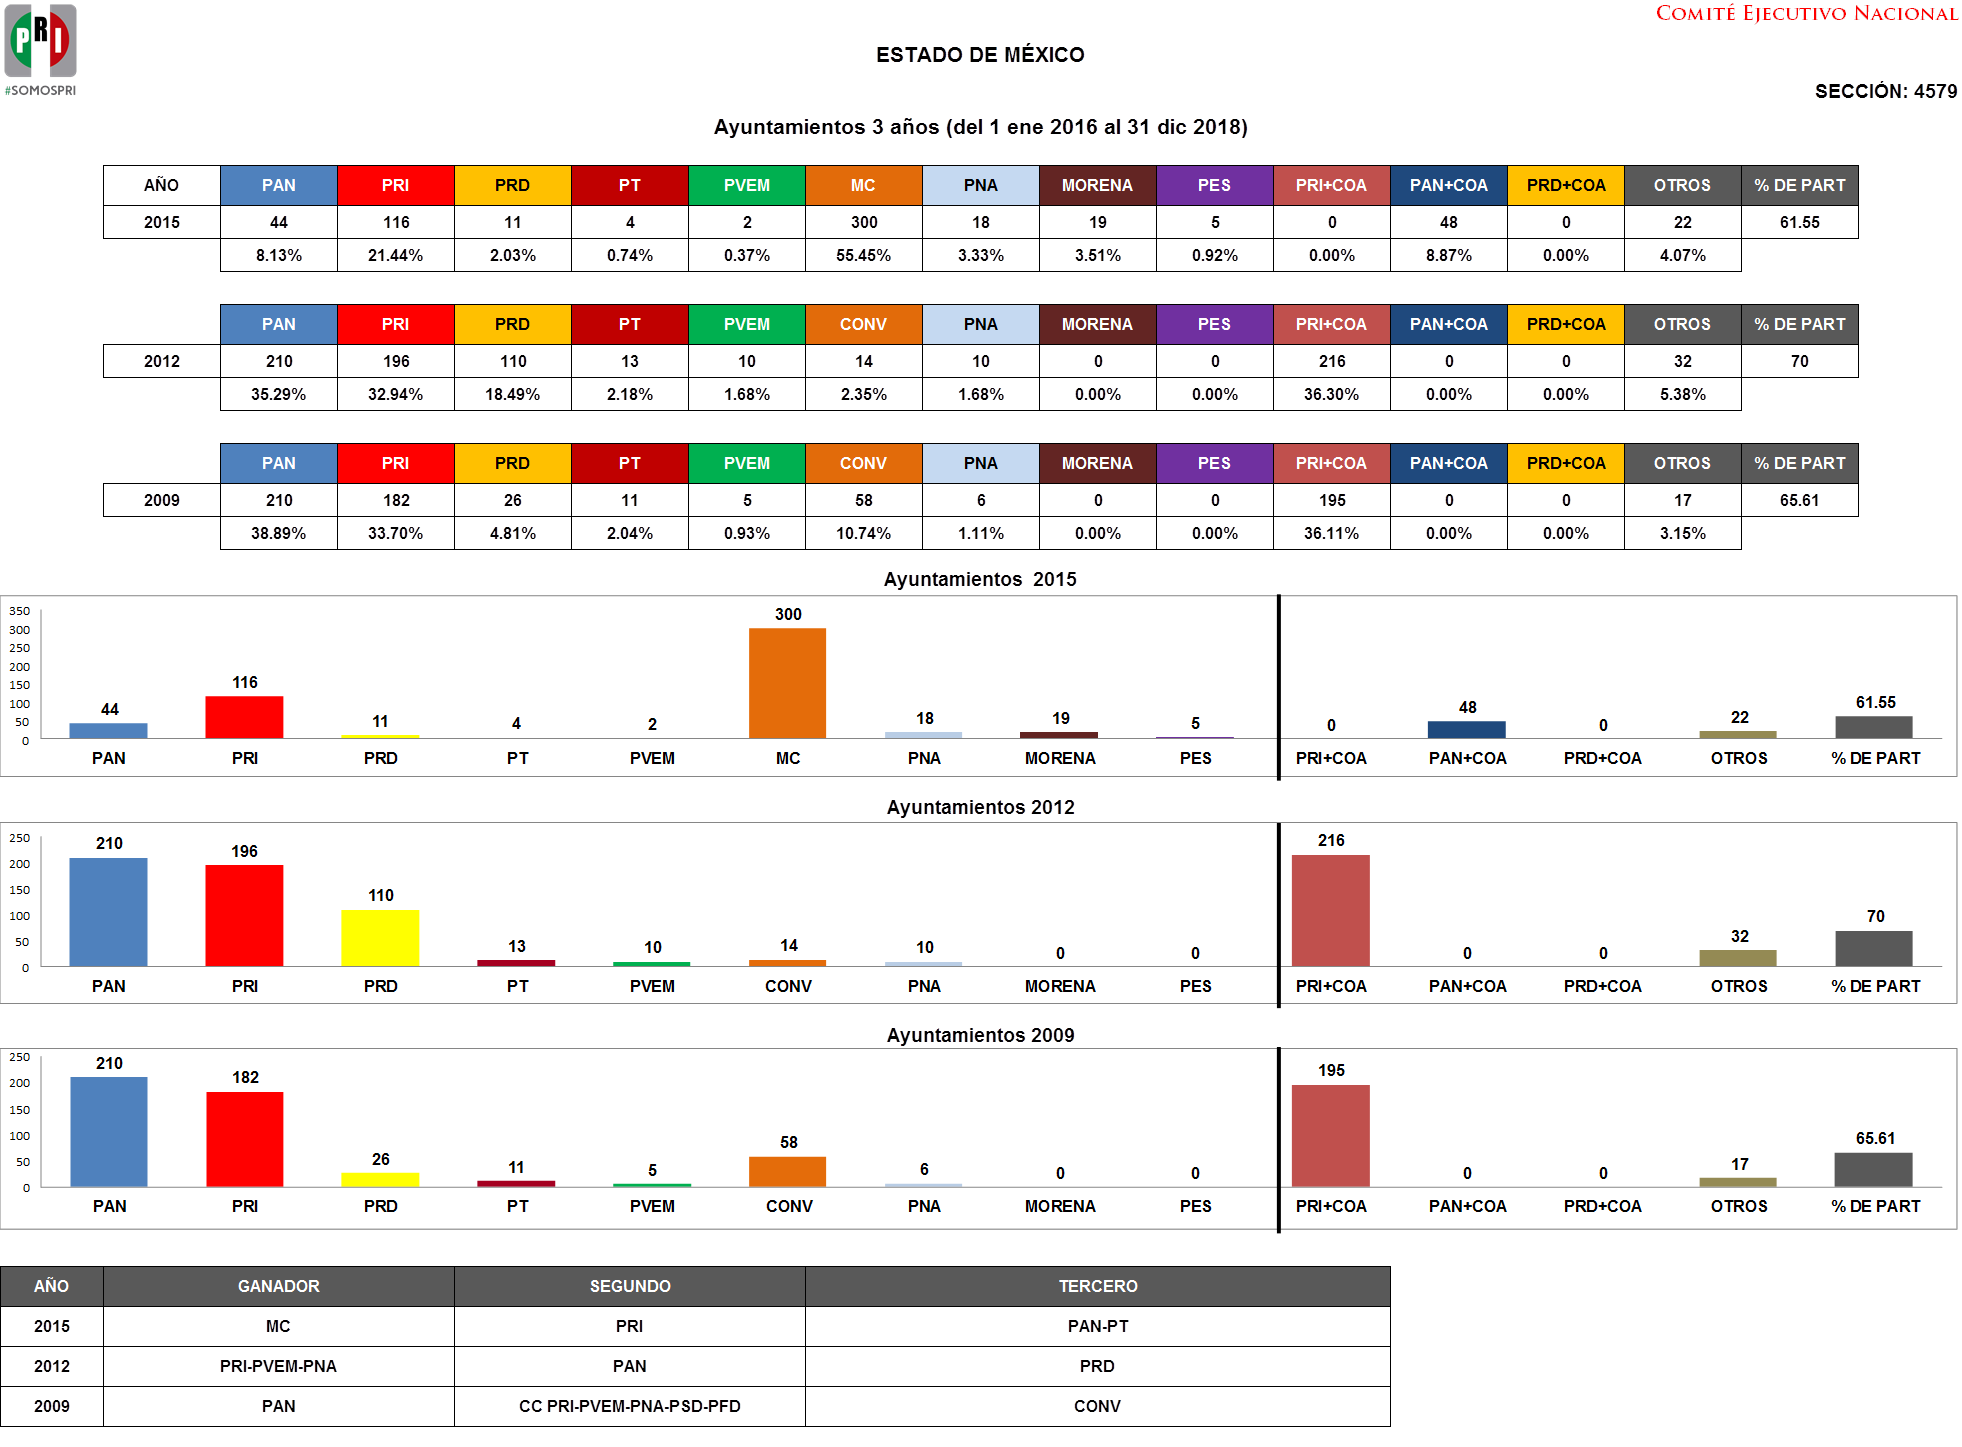 PRI
#SOMOSPRI
COMITÉ EJECUTIVO NACIONAL
ESTADO DE MÉXICO
SECCIÓN: 4579
Ayuntamientos 3 años (del 1 ene 2016 al 31 dic 2018)
AÑO PAN PRI PRD PT PVEM MC PNA MORENA PES PRI+COA PAN+COA PRD+COA OTROS % DE PART
2015 44 116 11 4 2 300 18 19 5 0 48 0 22 61.55
8.13% 21.44% 2.03% 0.74% 0.37% 55.45% 3.33% 3.51% 0.92% 0.00% 8.87% 0.00% 4.07%
PAN PRI PRD PT PVEM CONV PNA MORENA PES PRI+COA PAN+COA PRD+COA OTROS % DE PART
2012 210 196 110 13 10 14 10 0 0 216 0 0 32 70
35.29% 32.94% 18.49% 2.18% 1.68% 2.35% 1.68% 0.00% 0.00% 36.30% 0.00% 0.00% 5.38%
PAN PRI PRD PT PVEM CONV PNA MORENA PES PRI+COA PAN+COA PRD+COA OTROS % DE PART
2009 210 182 26 11 5 58 6 0 0 195 0 0 17 65.61
38.89% 33.70% 4.81% 2.04% 0.93% 10.74% 1.11% 0.00% 0.00% 36.11% 0.00% 0.00% 3.15%
Ayuntamientos 2015
350
300
250
200
150
100
50
0
44 116 11 4 2 300 18 19 5 0 48 0 22 61.55
PAN PRI PRD PT PVEM MC PNA MORENA PES PRI+COA PAN+COA PRD+COA OTROS % DE PART
Ayuntamientos 2012
250
200
150
100
50
0
210 196 110 13 10 14 10 0 0 216 0 0 32 70
PAN PRI PRD PT PVEM CONV PNA MORENA PES PRI+COA PAN+COA PRD+COA OTROS % DE PART
Ayuntamientos 2009
250
200
150
100
50
0
210 182 26 11 5 58 6 0 0 195 0 0 17 65.61
PAN PRI PRD PT PVEM CONV PNA MORENA PES PRI+COA PAN+COA PRD+COA OTROS % DE PART
AÑO GANADOR SEGUNDO TERCERO
2015 MC PRI PAN-PT
2012 PRI-PVEM-PNA PAN PRD
2009 PAN CC PRI-PVEM-PNA-PSD-PFD CONV